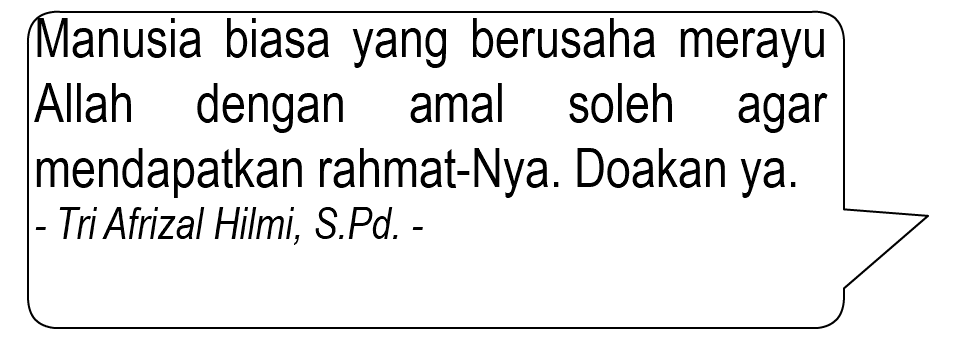 Manusia biasa yang berusaha merayu
Allah dengan amal soleh agar
mendapatkan rahmat-Nya. Doakan ya.
- Tri Afrizal Hilmi, S.Pd. -